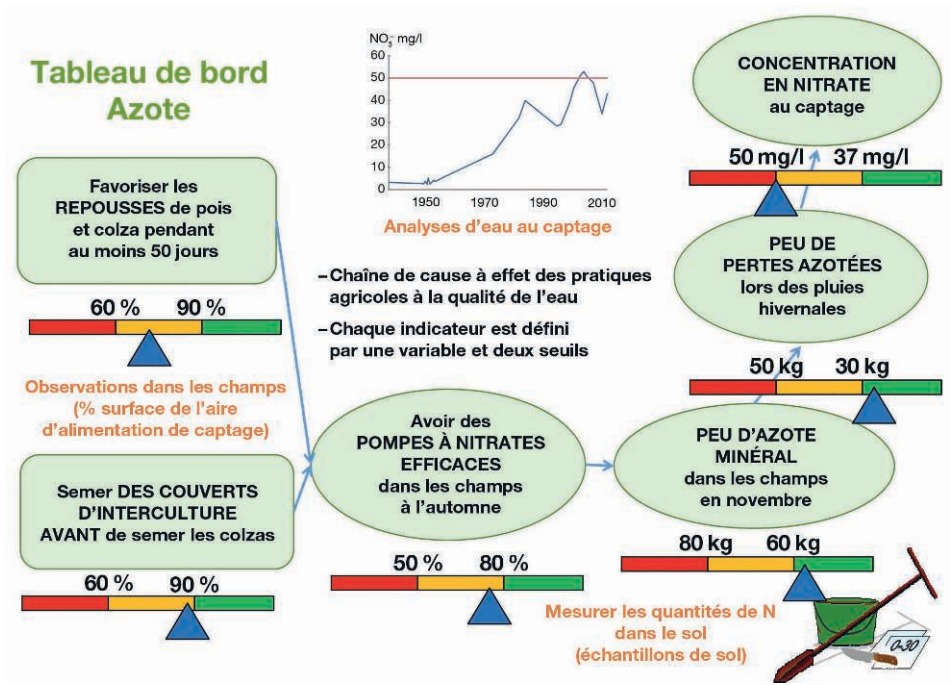 Tableau de bord
Azote
NO₃⁻ mg/l
60
50
40
30
20
10
0
1950
1970
1990
2010
Analyses d'eau au captage
CONCENTRATION
EN NITRATE
au captage
50 mg/l
37 mg/l
Favoriser les
REPOUSSES de pois
et colza pendant
au moins 50 jours
60 %
90 %
Observations dans les champs
(% surface de l'aire
d'alimentation de captage)
– Chaîne de cause à effet des pratiques
agricoles à la qualité de l'eau
– Chaque indicateur est défini
par une variable et deux seuils
PEU DE
PERTES AZOTÉES
lors des pluies
hivernales
50 kg
30 kg
Semer DES COUVERTS
D'INTERCULTURE
AVANT de semer les colzas
60 %
90 %
Avoir des
POMPES À NITRATES
EFFICACES
dans les champs
à l'automne
50 %
80 %
PEU D'AZOTE
MINÉRAL
dans les champs
en novembre
80 kg
60 kg
Mesurer les quantités de N
dans le sol
(échantillons de sol)
0-30